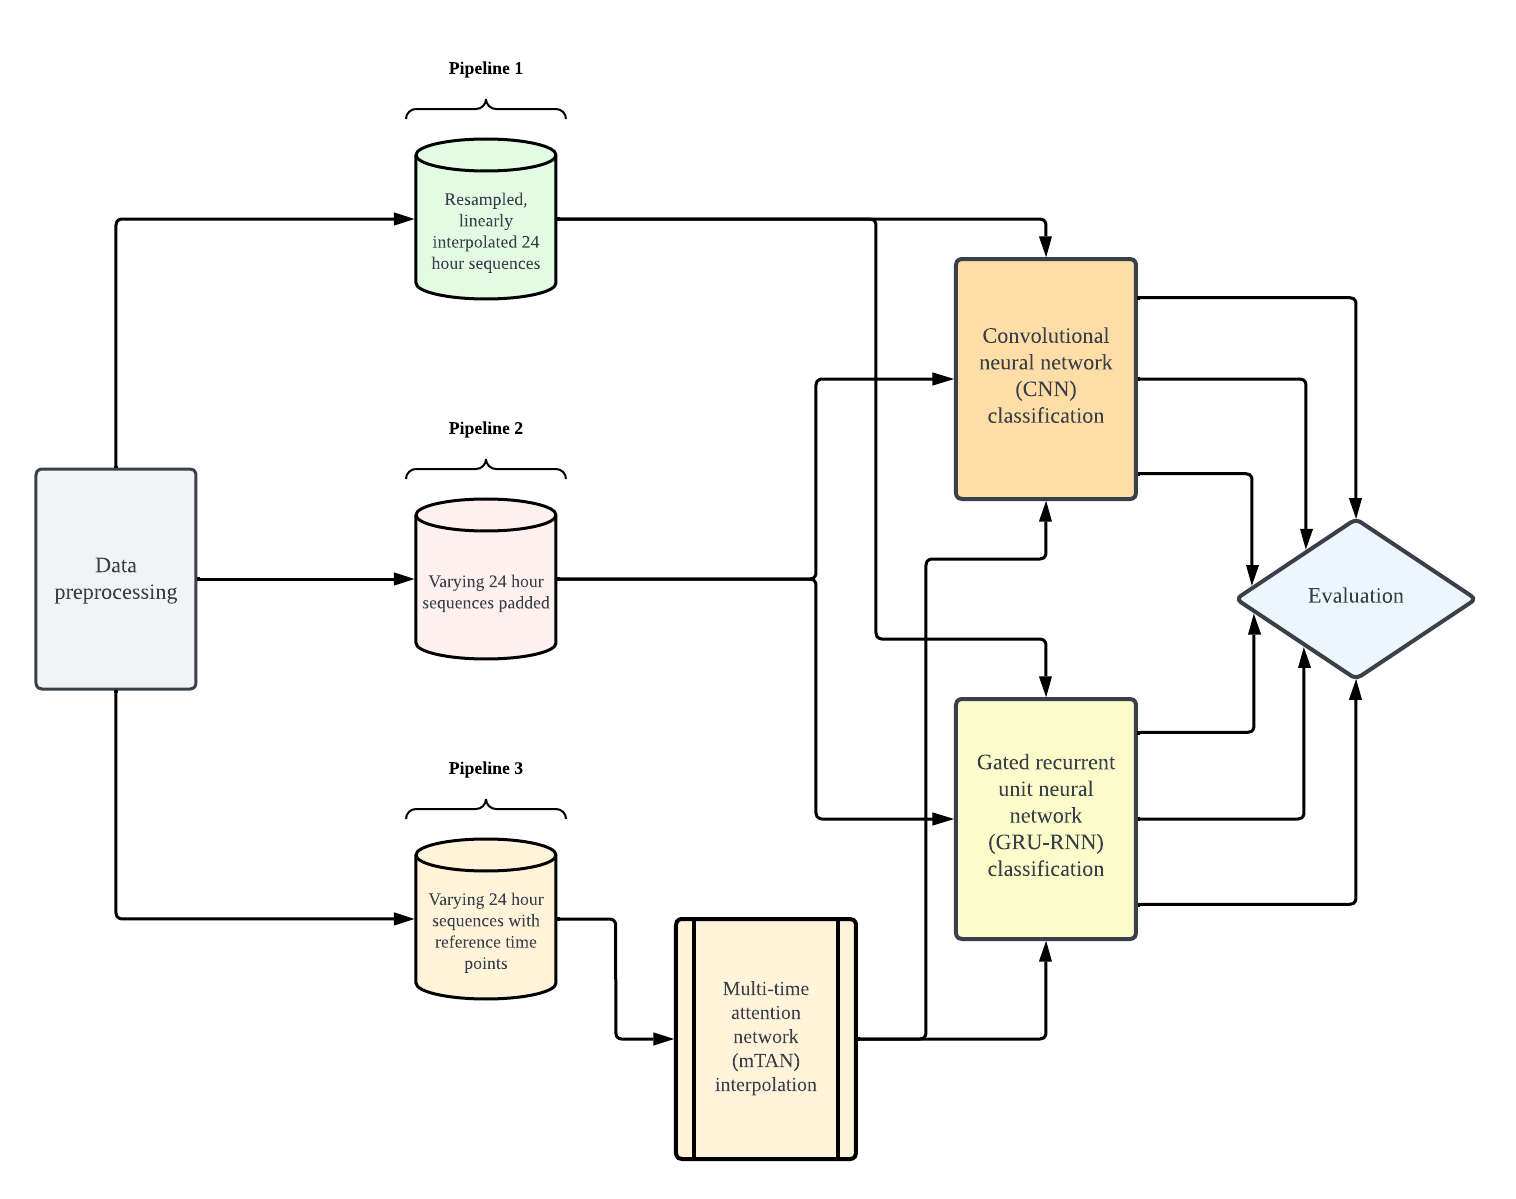 Pipeline 1
Resampled,
linearly
interpolated 24
hour sequences
Convolutional
neural network
(CNN)
classification
Pipeline 2
Data
preprocessing
Varying 24 hour
sequences padded
Evaluation
Pipeline 3
Gated recurrent
unit neural
network
(GRU-RNN)
classification
Varying 24 hour
sequences with
reference time
points
Multi-time
attention
network
(mTAN)
interpolation